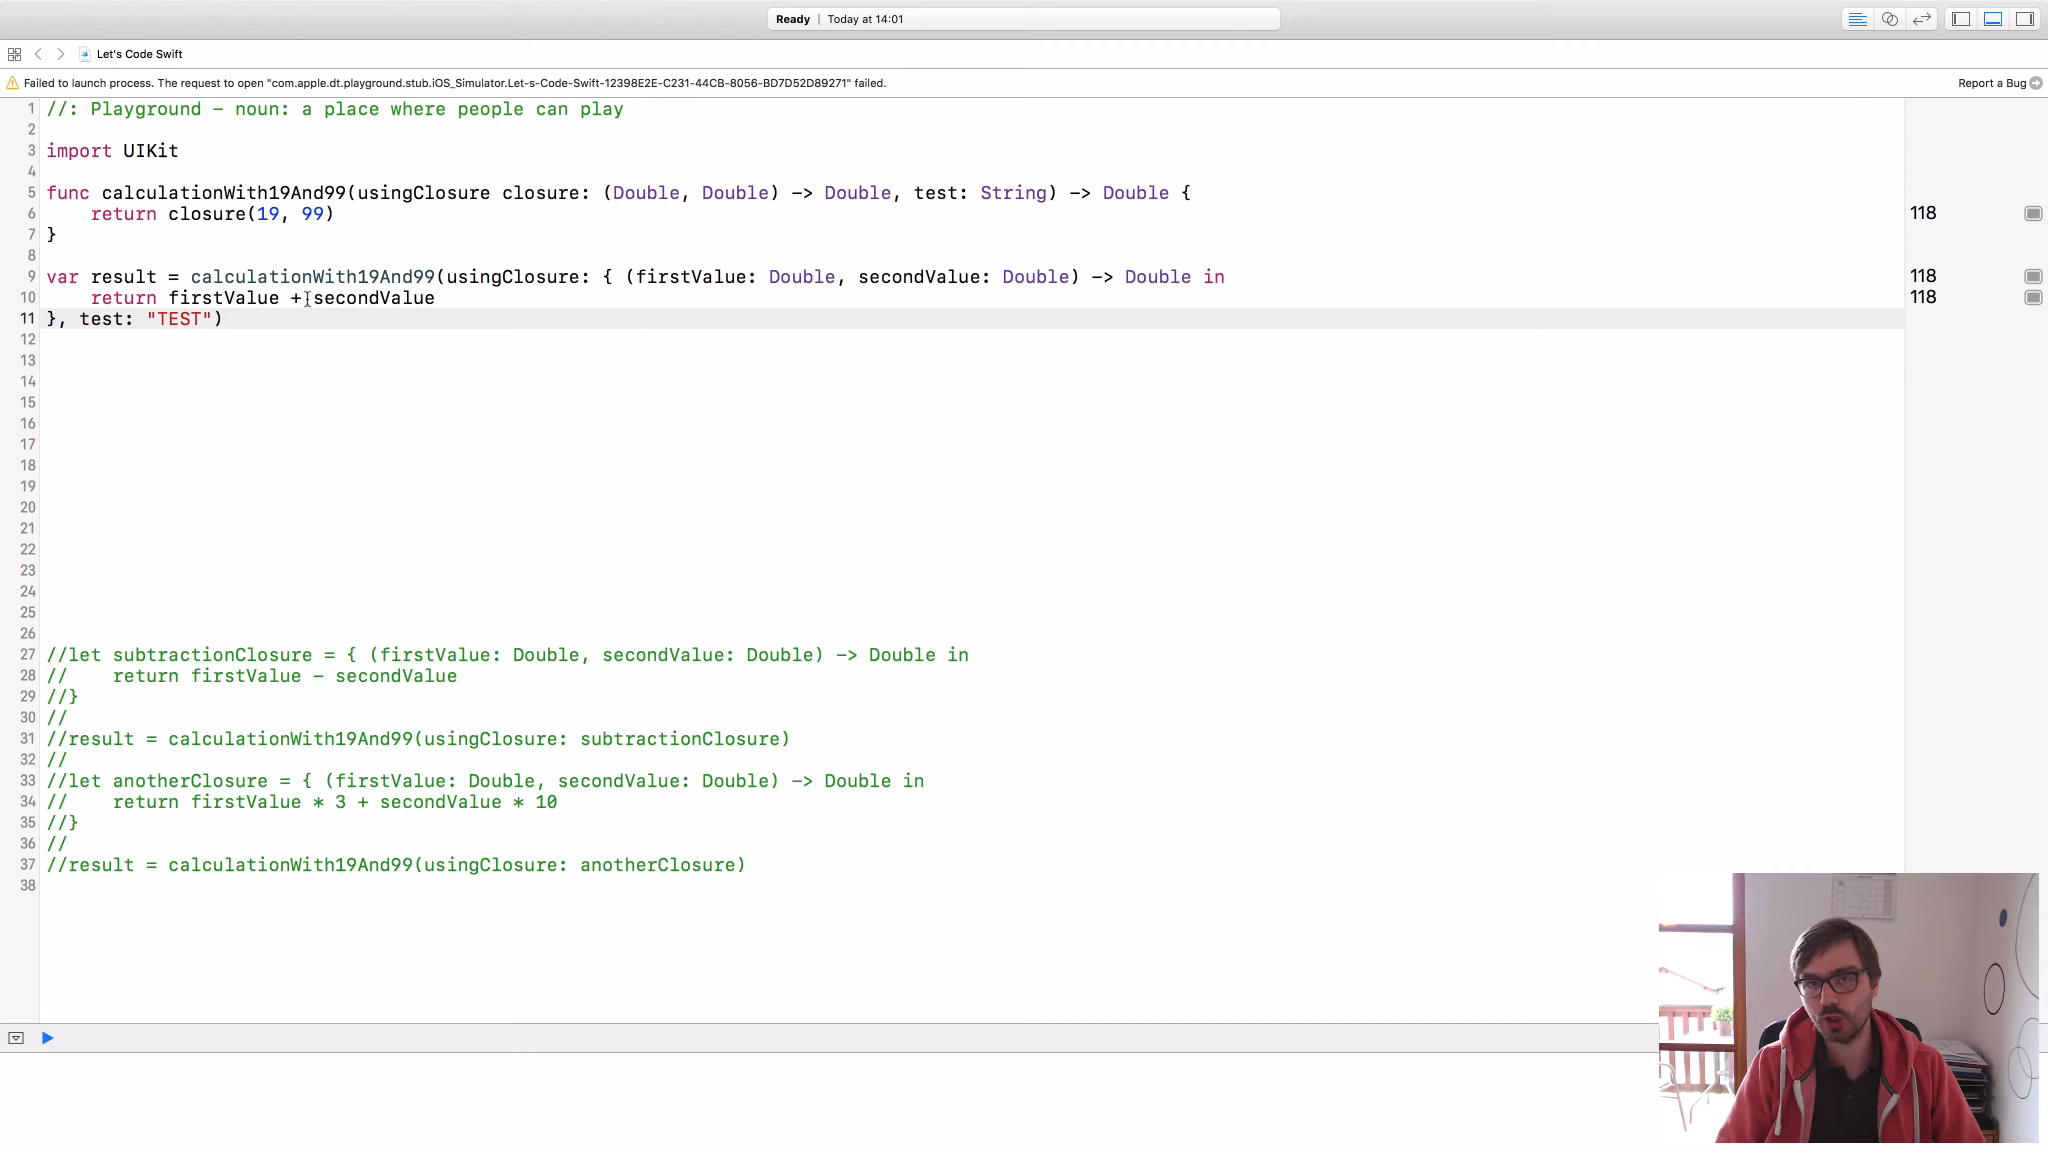 Ready | Today at 14:01
Let's Code Swift
Failed to launch process. The request to open "com.apple.dt.playground.stub.iOS_Simulator.Let-s-Code-Swift-12398E2E-C231-44CB-8056-BD7D52D89271" failed. Report a Bug
1 //: Playground – noun: a place where people can play
2
3 import UIKit
4
5 func calculationWith19And99(usingClosure closure: (Double, Double) -> Double, test: String) -> Double {
6 return closure(19, 99) 118
7 }
8
9 var result = calculationWith19And99(usingClosure: { (firstValue: Double, secondValue: Double) -> Double in 118
10 return firstValue + secondValue 118
11 }, test: "TEST")
12
13
14
15
16
17
18
19
20
21
22
23
24
25
26
27 //let subtractionClosure = { (firstValue: Double, secondValue: Double) -> Double in
28 // return firstValue - secondValue
29 //}
30 //
31 //result = calculationWith19And99(usingClosure: subtractionClosure)
32 //
33 //let anotherClosure = { (firstValue: Double, secondValue: Double) -> Double in
34 // return firstValue * 3 + secondValue * 10
35 //}
36 //
37 //result = calculationWith19And99(usingClosure: anotherClosure)
38